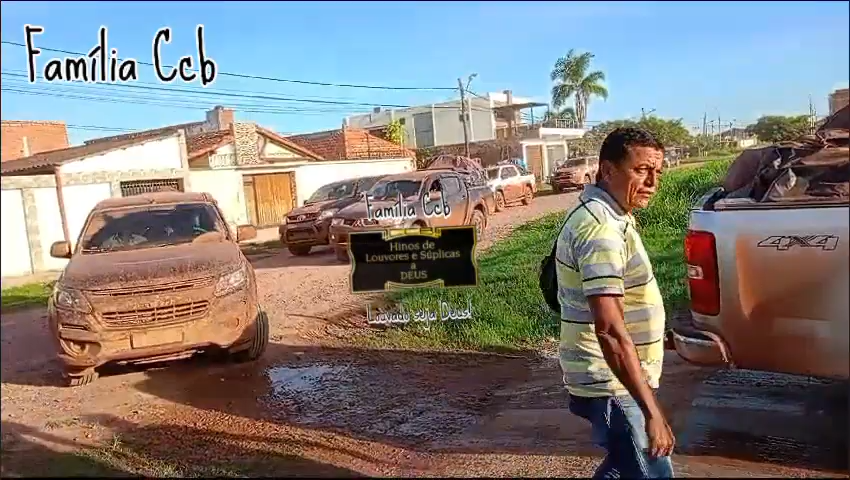 Família Ccb
Família Ccb
Hinos de
Louvores e Súplicas
a
DEUS
Louvado seja Deus!
4X4